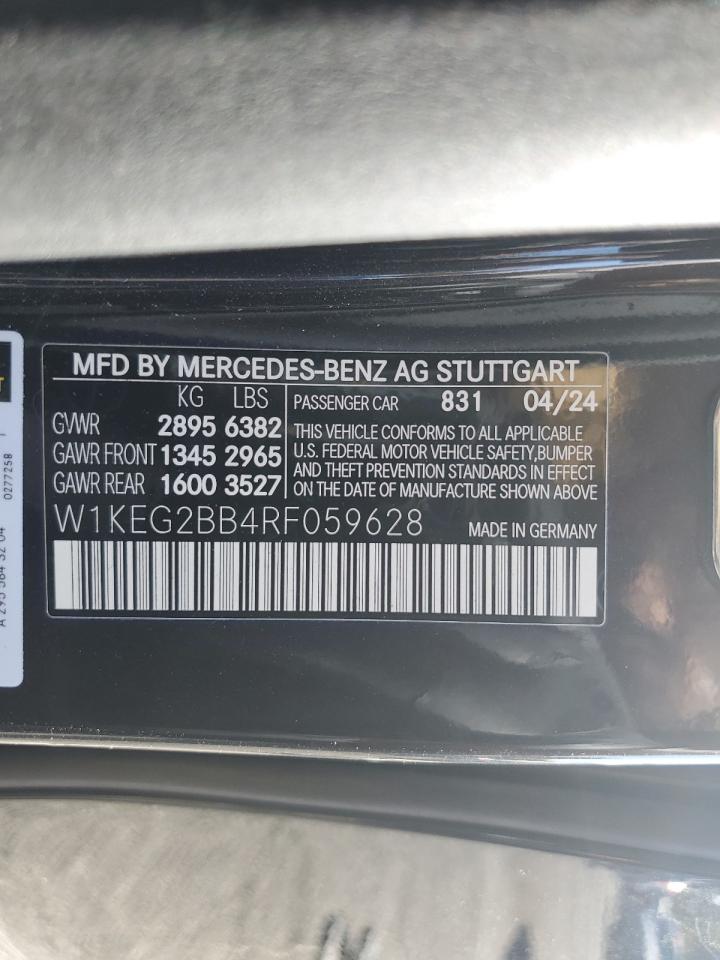 MFD BY MERCEDES-BENZ AG STUTTGART
KG LBS
GVWR 2895 6382
GAWR FRONT 1345 2965
GAWR REAR 1600 3527
PASSENGER CAR 831 04/24
THIS VEHICLE CONFORMS TO ALL APPLICABLE
U.S. FEDERAL MOTOR VEHICLE SAFETY,BUMPER
AND THEFT PREVENTION STANDARDS IN EFFECT
ON THE DATE OF MANUFACTURE SHOWN ABOVE
W1KEG2BB4RF059628 MADE IN GERMANY
0277258